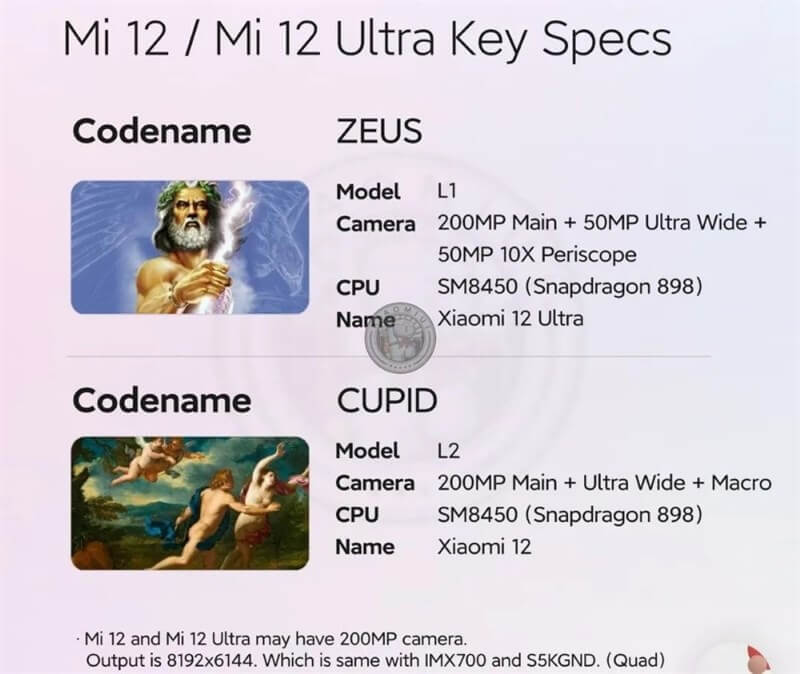 Mi 12 / Mi 12 Ultra Key Specs
Codename ZEUS
Model L1
Camera 200MP Main + 50MP Ultra Wide +
50MP 10X Periscope
CPU SM8450 (Snapdragon 898)
Name Xiaomi 12 Ultra
Codename CUPID
Model L2
Camera 200MP Main + Ultra Wide + Macro
CPU SM8450 (Snapdragon 898)
Name Xiaomi 12
· Mi 12 and Mi 12 Ultra may have 200MP camera.
Output is 8192x6144. Which is same with IMX700 and S5KGND. (Quad)